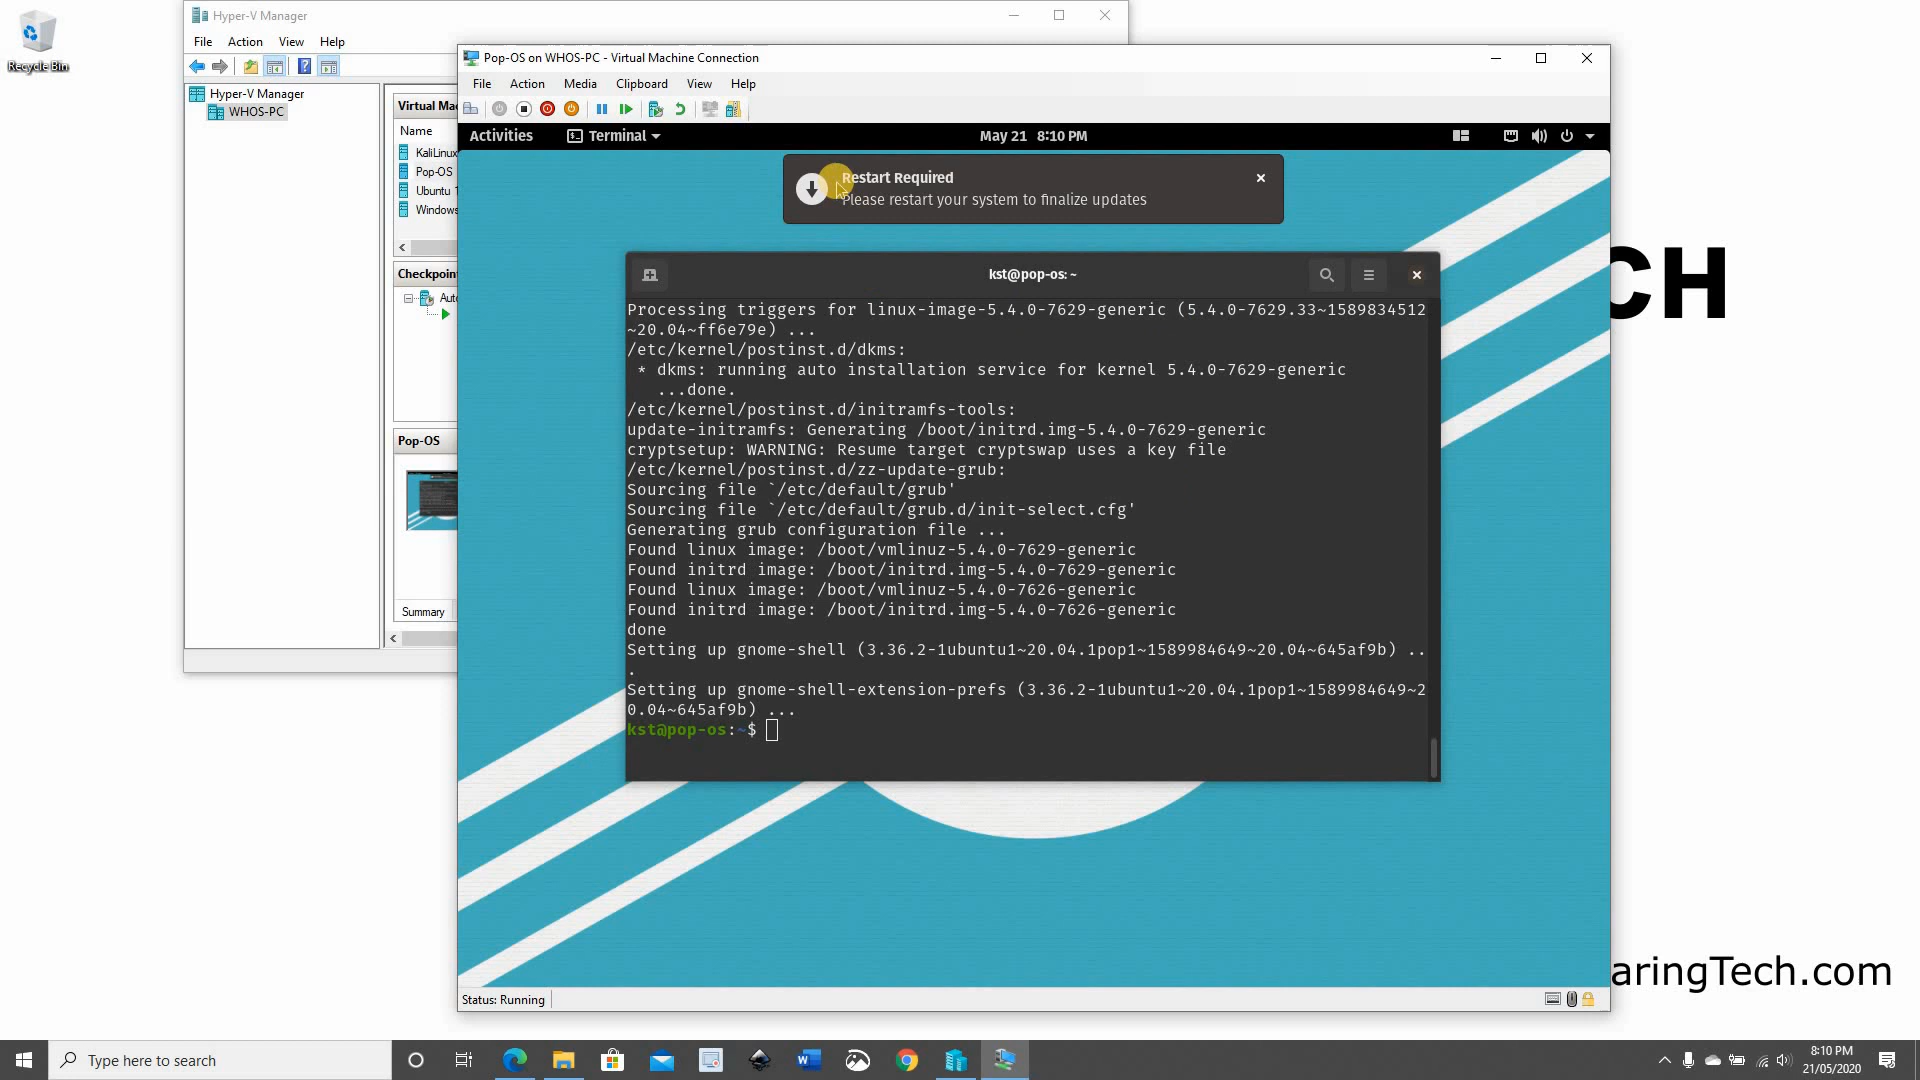 Recycle Bin
Hyper-V Manager
File Action View Help
Hyper-V Manager
WHOS-PC
Virtual Mac
Name
KaliLinux
Pop-OS
Ubuntu 1
Windows
Checkpoint
Auto
Pop-OS
Summary
Pop-OS on WHOS-PC - Virtual Machine Connection
File Action Media Clipboard View Help
Activities Terminal May 21 8:10 PM
Restart Required
Please restart your system to finalize updates
kst@pop-os: ~
Processing triggers for linux-image-5.4.0-7629-generic (5.4.0-7629.33~1589834512
~20.04~ff6e79e) ...
/etc/kernel/postinst.d/dkms:
* dkms: running auto installation service for kernel 5.4.0-7629-generic
...done.
/etc/kernel/postinst.d/initramfs-tools:
update-initramfs: Generating /boot/initrd.img-5.4.0-7629-generic
cryptsetup: WARNING: Resume target cryptswap uses a key file
/etc/kernel/postinst.d/zz-update-grub:
Sourcing file `/etc/default/grub'
Sourcing file `/etc/default/grub.d/init-select.cfg'
Generating grub configuration file ...
Found linux image: /boot/vmlinuz-5.4.0-7629-generic
Found initrd image: /boot/initrd.img-5.4.0-7629-generic
Found linux image: /boot/vmlinuz-5.4.0-7626-generic
Found initrd image: /boot/initrd.img-5.4.0-7626-generic
done
Setting up gnome-shell (3.36.2-1ubuntu1~20.04.1pop1~1589984649~20.04~645af9b) ..
.
Setting up gnome-shell-extension-prefs (3.36.2-1ubuntu1~20.04.1pop1~1589984649~2
0.04~645af9b) ...
kst@pop-os:~$
Status: Running
CH
aringTech.com
Type here to search
8:10 PM
21/05/2020